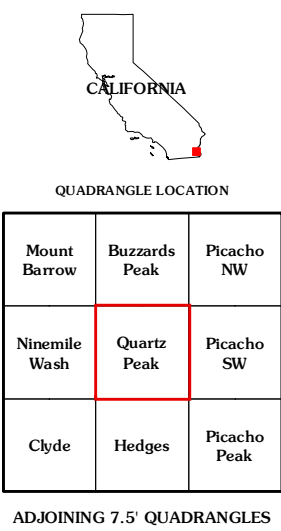 CALIFORNIA
QUADRANGLE LOCATION
Mount
Barrow
Buzzards
Peak
Picacho
NW
Ninemile
Wash
Quartz
Peak
Picacho
SW
Clyde
Hedges
Picacho
Peak
ADJOINING 7.5' QUADRANGLES